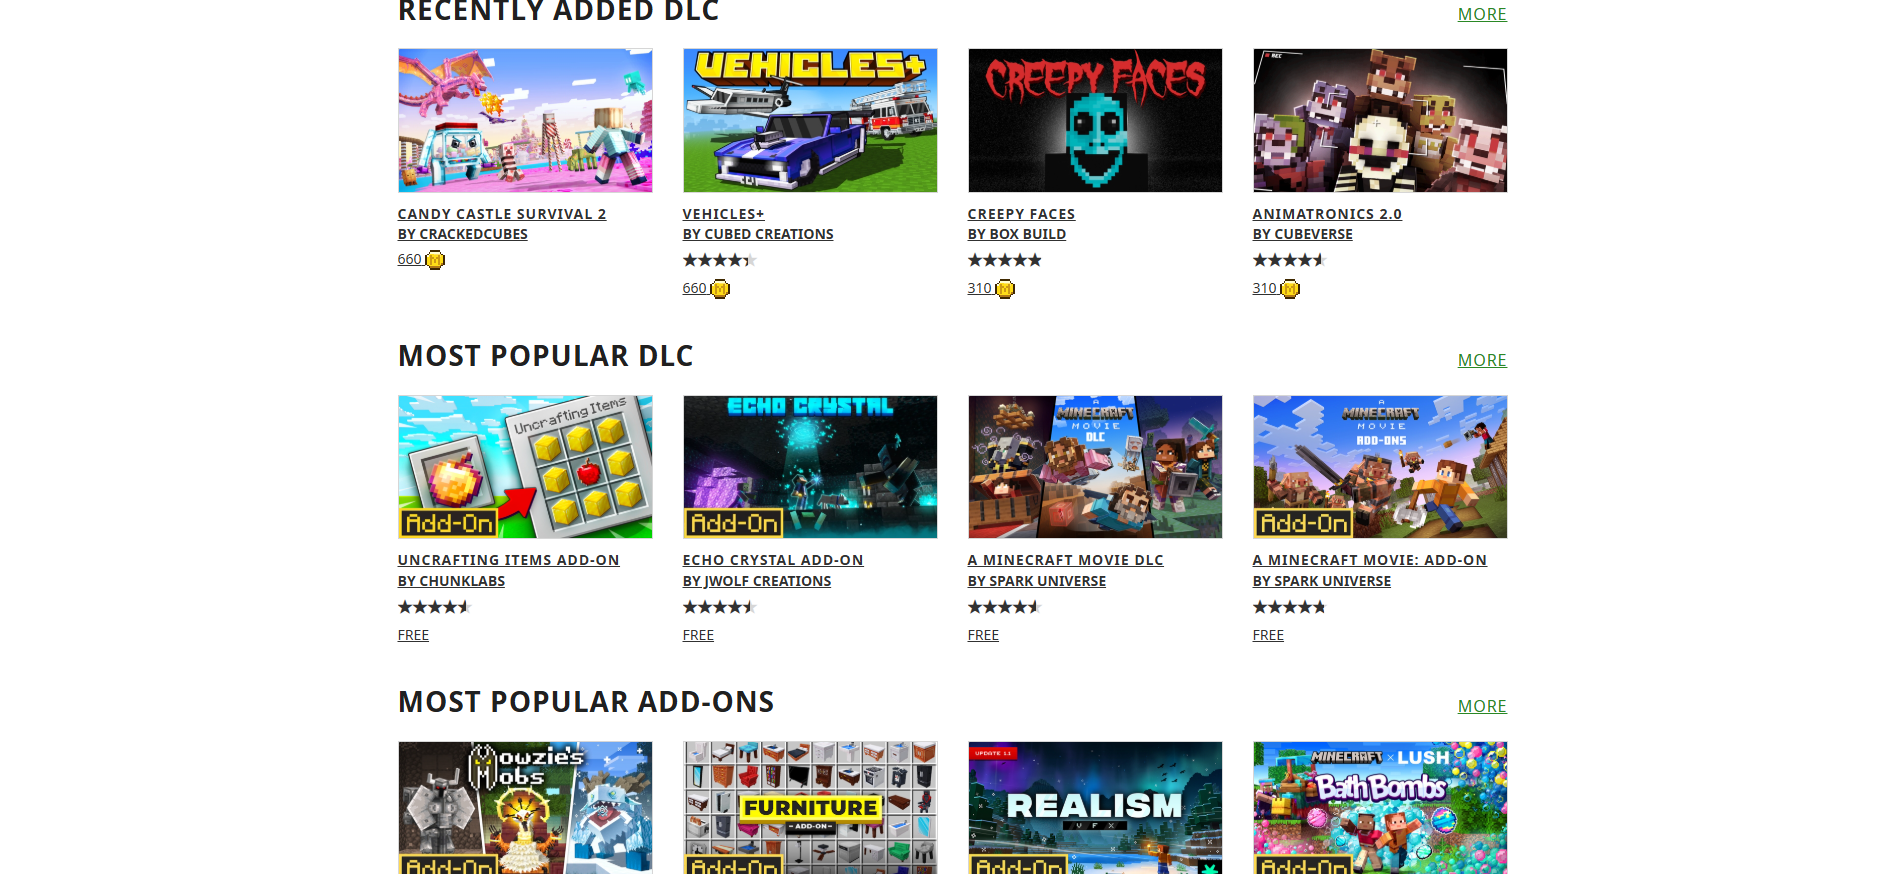 RECENTLY ADDED DLC
MORE
VEHICLES+
CREEPY FACES
REC
CANDY CASTLE SURVIVAL 2
BY CRACKEDCUBES
660
VEHICLES+
BY CUBED CREATIONS
660
CREEPY FACES
BY BOX BUILD
310
ANIMATRONICS 2.0
BY CUBEVERSE
310
MOST POPULAR DLC
MORE
Uncrafting Items
Add-On
ECHO CRYSTAL
Add-On
A
MINECRAFT
MOVIE
DLC
A
MINECRAFT
MOVIE
ADD-ONS
Add-On
UNCRAFTING ITEMS ADD-ON
BY CHUNKLABS
FREE
ECHO CRYSTAL ADD-ON
BY JWOLF CREATIONS
FREE
A MINECRAFT MOVIE DLC
BY SPARK UNIVERSE
FREE
A MINECRAFT MOVIE: ADD-ON
BY SPARK UNIVERSE
FREE
MOST POPULAR ADD-ONS
MORE
Mowzie's
Mobs
Add-On
FURNITURE
- ADD-ON -
Add-On
UPDATE 1.1
REALISM
VFX
Add-On
MINECRAFT × LUSH
Bath Bombs
Add-On